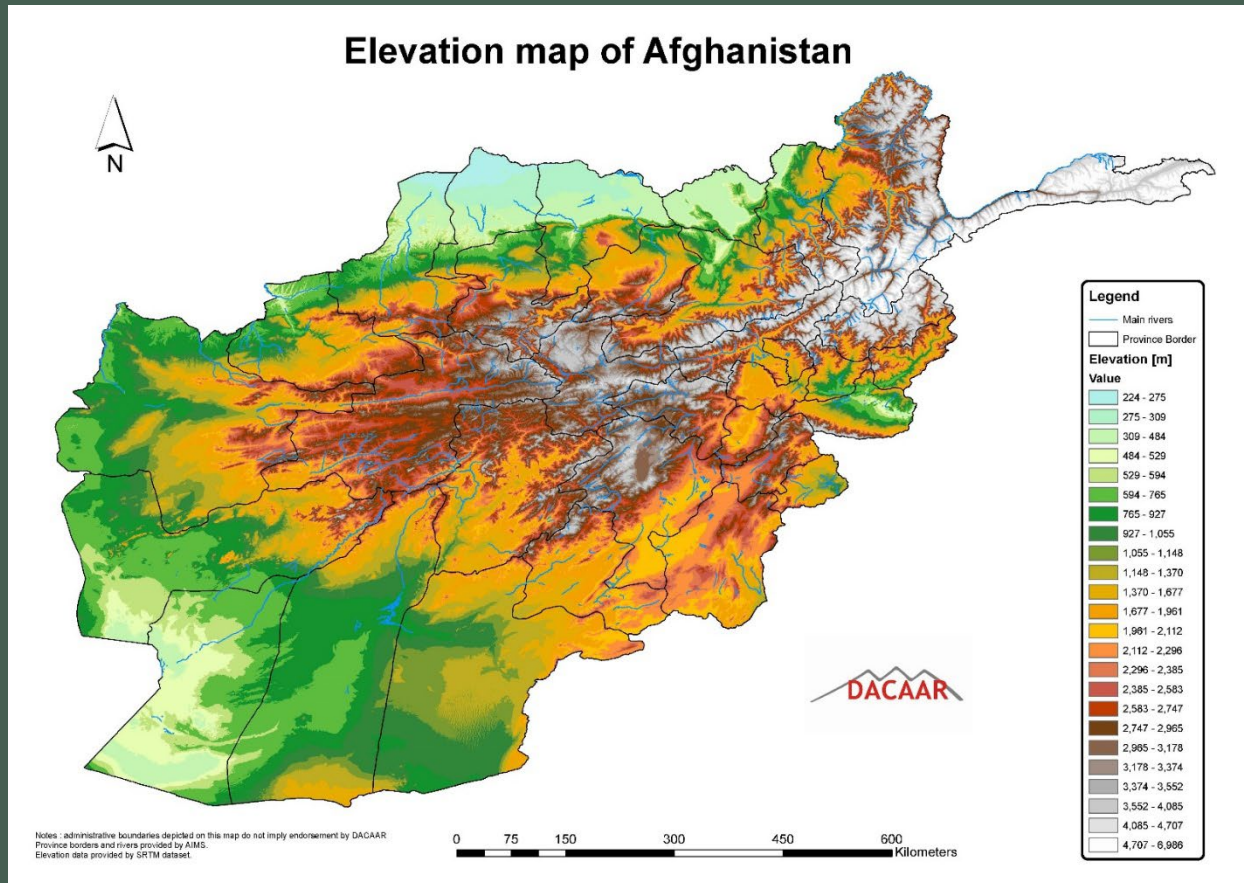 Elevation map of Afghanistan
N
Legend
Main rivers
Province Border
Elevation [m]
Value
224 - 275
275 - 309
309 - 484
484 - 529
529 - 594
594 - 765
765 - 927
927 - 1,055
1,055 - 1,148
1,148 - 1,370
1,370 - 1,677
1,677 - 1,961
1,961 - 2,112
2,112 - 2,296
2,296 - 2,385
2,385 - 2,583
2,583 - 2,747
2,747 - 2,965
2,965 - 3,178
3,178 - 3,374
3,374 - 3,552
3,552 - 4,085
4,085 - 4,707
4,707 - 6,986
DACAAR
Notes : administrative boundaries depicted on this map do not imply endorsement by DACAAR
Province borders and rivers provided by AIMS.
Elevation data provided by SRTM dataset.
0 75 150 300 450 600
Kilometers